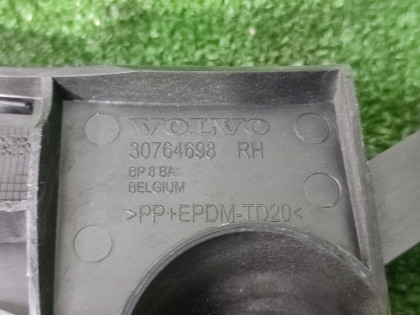 VOLVO
30764698 RH
BP 8 BA
BELGIUM
>PP+EPDM-TD20<